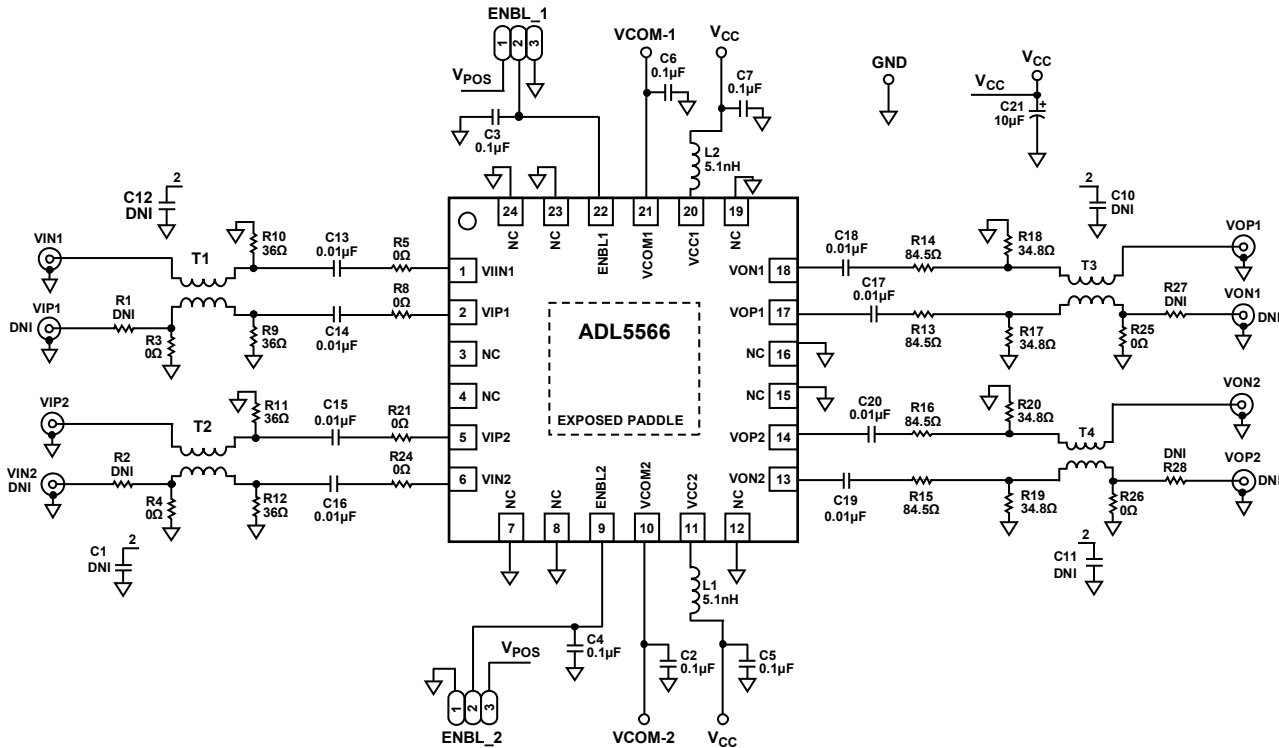 ENBL_1
1
2
3
VPOS
C3
0.1µF
VCOM-1
C6
0.1µF
VCC
C7
0.1µF
L2
5.1nH
GND
VCC
VCC
C21
10µF
+
2
C12
DNI
2
C10
DNI
24
23
22
21
20
19
NC
NC
ENBL1
VCOM1
VCC1
NC
VIN1
T1
R10
36Ω
C13
0.01µF
R5
0Ω
1
VIIN1
VIP1
DNI
R1
DNI
R3
0Ω
R9
36Ω
C14
0.01µF
R8
0Ω
2
VIP1
3
NC
4
NC
VIP2
T2
R11
36Ω
C15
0.01µF
R21
0Ω
5
VIP2
VIN2
DNI
R2
DNI
R4
0Ω
R12
36Ω
C16
0.01µF
R24
0Ω
6
VIN2
C1
DNI
2
ADL5566
EXPOSED PADDLE
VON1
18
C18
0.01µF
R14
84.5Ω
R18
34.8Ω
T3
VOP1
VOP1
17
C17
0.01µF
R13
84.5Ω
R17
34.8Ω
R25
0Ω
R27
DNI
VON1
DNI
NC
16
NC
15
VOP2
14
C20
0.01µF
R16
84.5Ω
R20
34.8Ω
T4
VON2
VON2
13
C19
0.01µF
R15
84.5Ω
R19
34.8Ω
R26
0Ω
DNI
R28
VOP2
DNI
2
C11
DNI
NC
NC
ENBL2
VCOM2
VCC2
NC
7
8
9
10
11
12
L1
5.1nH
C4
0.1µF
VPOS
C2
0.1µF
C5
0.1µF
1
2
3
ENBL_2
VCOM-2
VCC